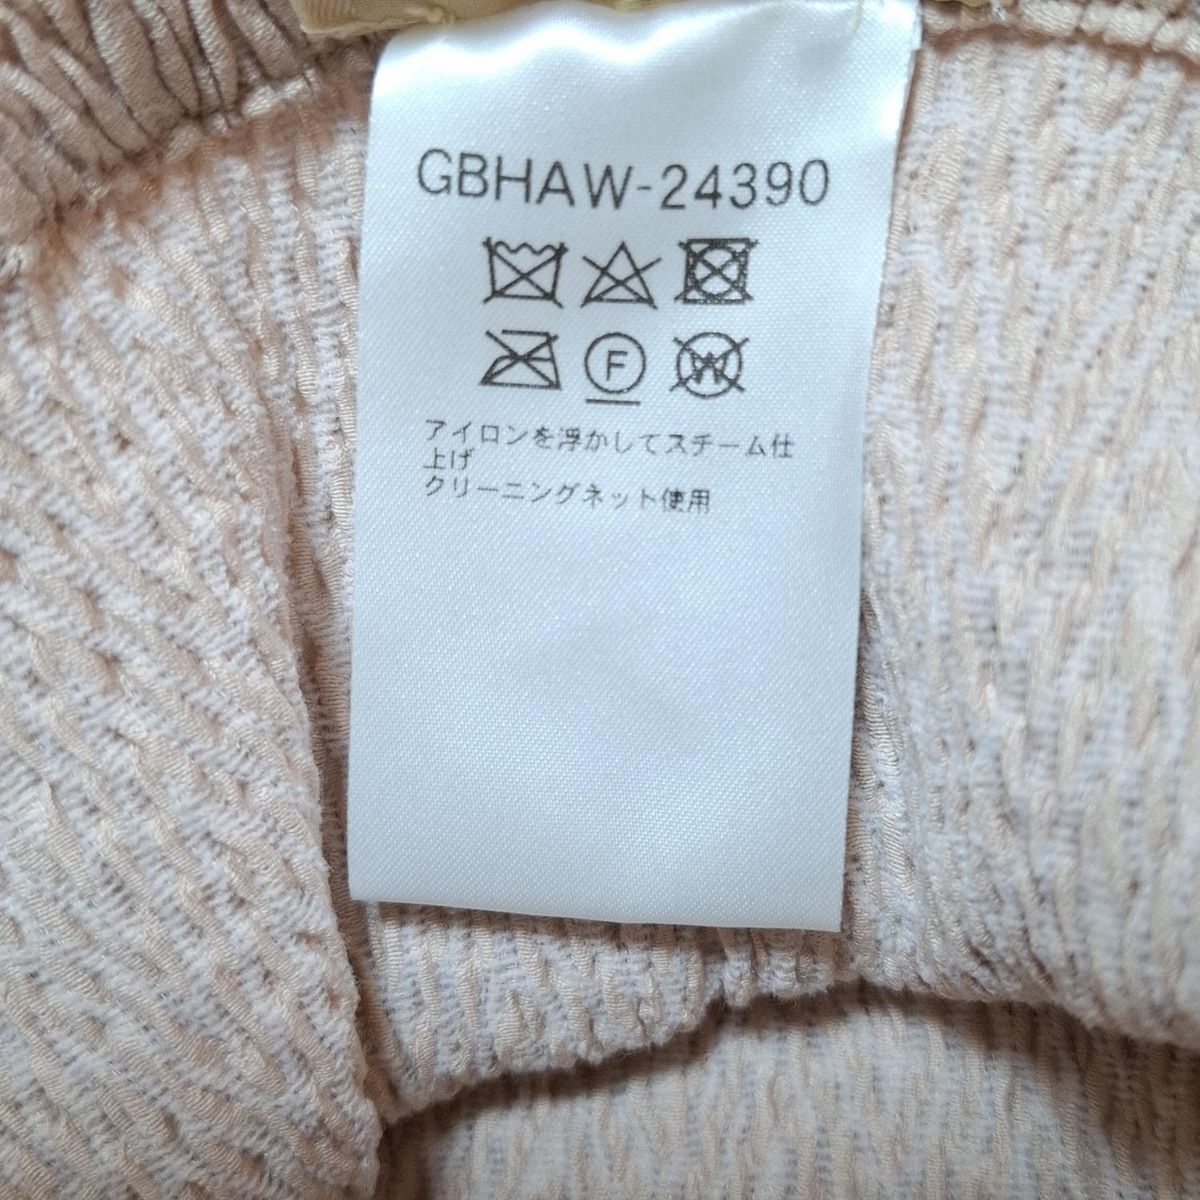 GBHAW-24390
F W
アイロンを浮かしてスチーム仕
上げ
クリーニングネット使用